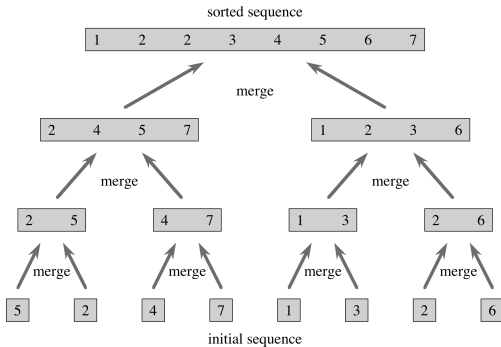 sorted sequence
1 2 2 3 4 5 6 7
merge
2 4 5 7 1 2 3 6
merge merge
2 5 4 7 1 3 2 6
merge merge merge merge
5 2 4 7 1 3 2 6
initial sequence